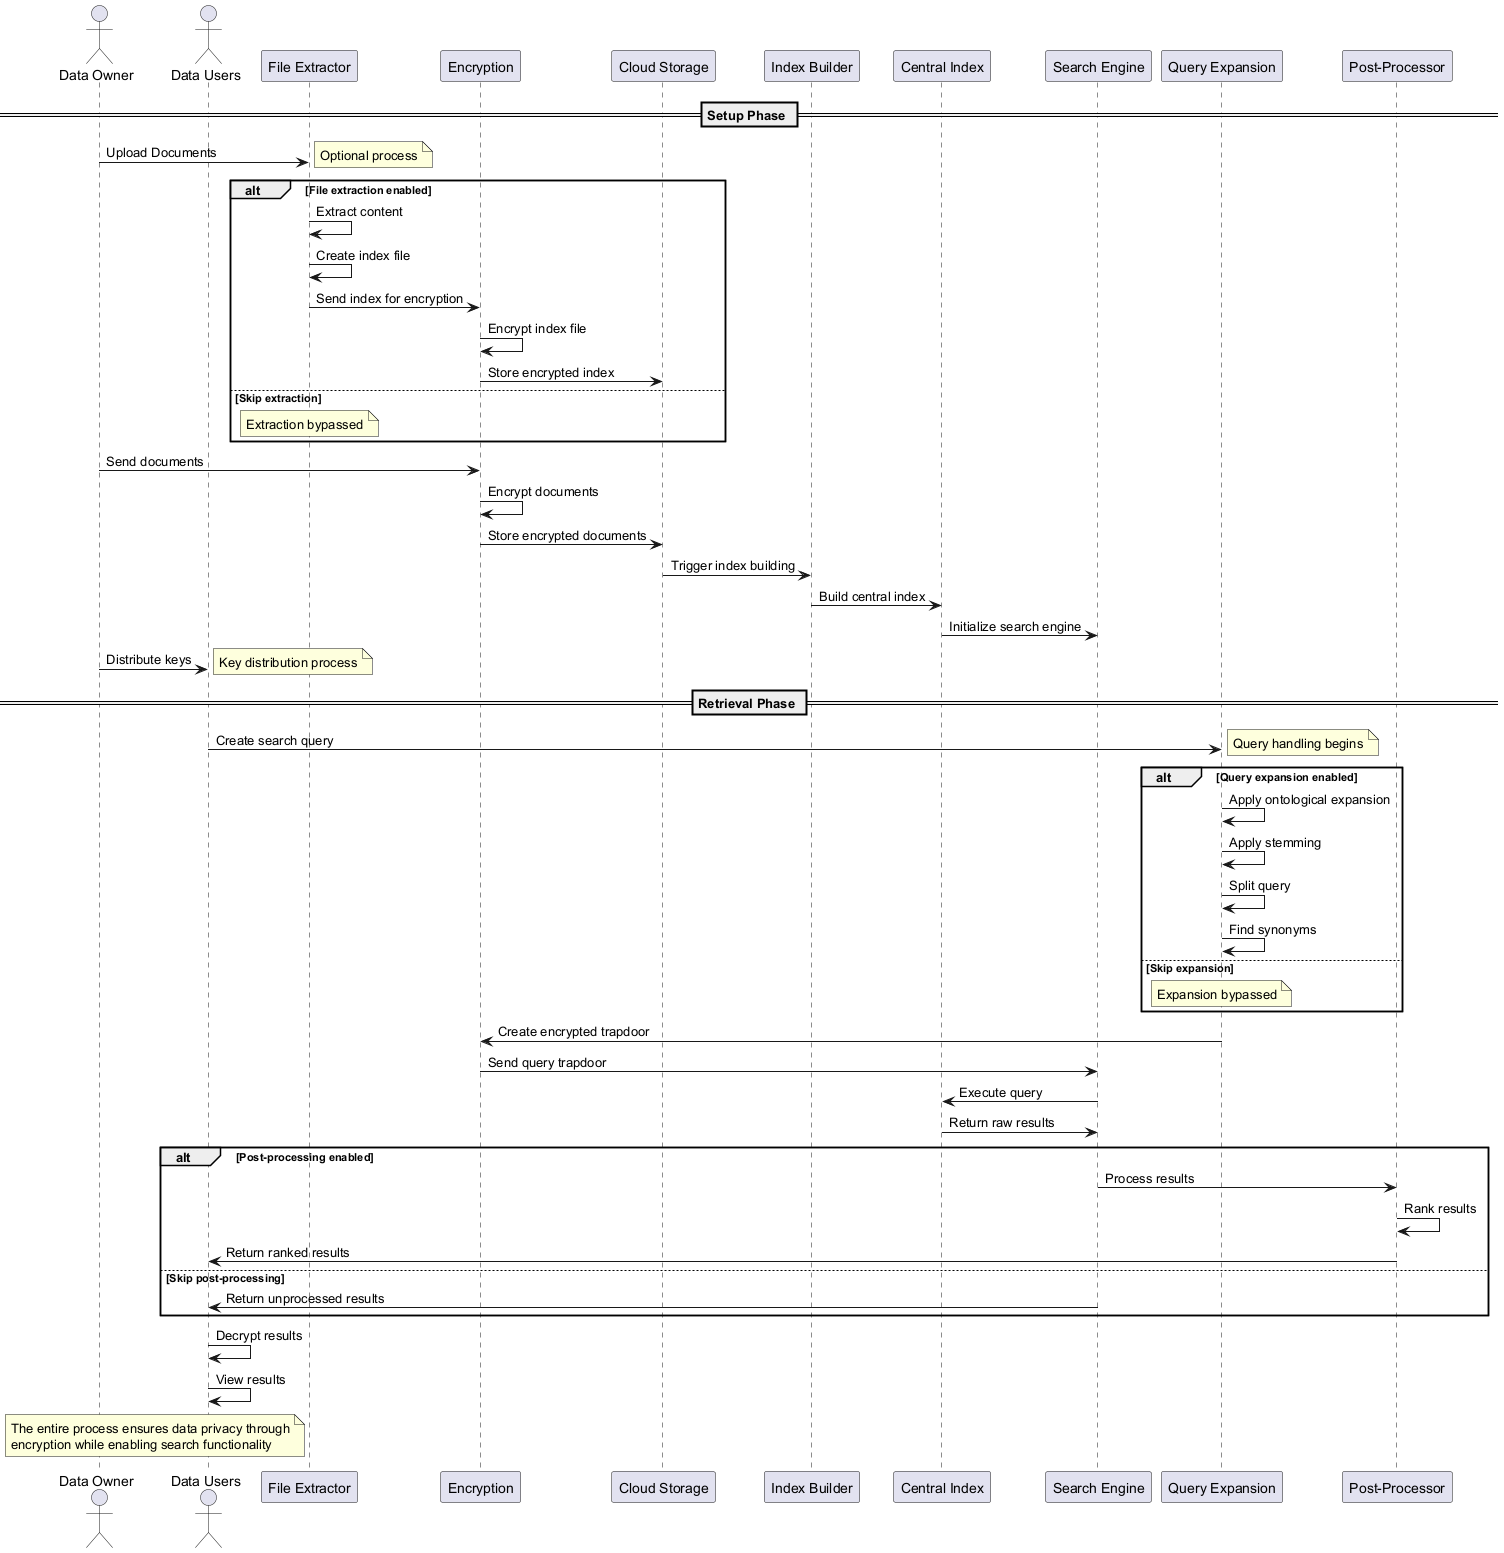 Data Owner
Data Users
File Extractor
Encryption
Cloud Storage
Index Builder
Central Index
Search Engine
Query Expansion
Post-Processor
Setup Phase
Upload Documents
Optional process
alt
[File extraction enabled]
Extract content
Create index file
Send index for encryption
Encrypt index file
Store encrypted index
[Skip extraction]
Extraction bypassed
Send documents
Encrypt documents
Store encrypted documents
Trigger index building
Build central index
Initialize search engine
Distribute keys
Key distribution process
Retrieval Phase
Create search query
Query handling begins
alt
[Query expansion enabled]
Apply ontological expansion
Apply stemming
Split query
Find synonyms
[Skip expansion]
Expansion bypassed
Create encrypted trapdoor
Send query trapdoor
Execute query
Return raw results
alt
[Post-processing enabled]
Process results
Rank results
Return ranked results
[Skip post-processing]
Return unprocessed results
Decrypt results
View results
The entire process ensures data privacy through
encryption while enabling search functionality
Data Owner
Data Users
File Extractor
Encryption
Cloud Storage
Index Builder
Central Index
Search Engine
Query Expansion
Post-Processor